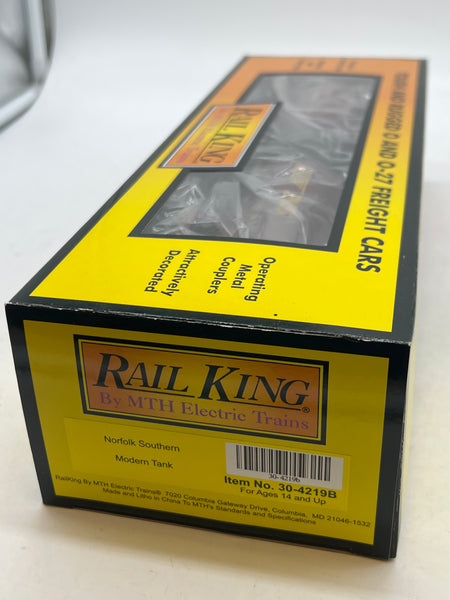 TOUGH AND RUGGED O AND O-27 FREIGHT CARS
RAIL KING
Operating
Metal
Couplers
Attractively
Decorated
RAIL KING®
By MTH Electric Trains
Norfolk Southern
Modern Tank
30-4219b
Item No. 30-4219B
For Ages 14 and Up
RailKing By MTH Electric Trains® 7020 Columbia Gateway Drive, Columbia, MD 21046-1532
Made and Litho in China To MTH's Standards and Specifications